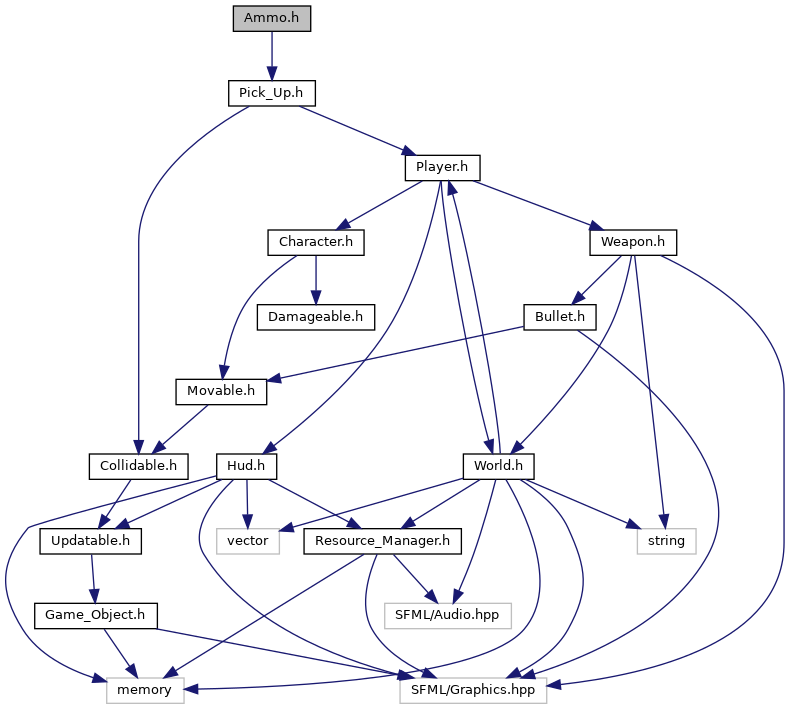 Ammo.h
Pick_Up.h
Player.h
Character.h
Weapon.h
Damageable.h
Bullet.h
Movable.h
Collidable.h
Hud.h
World.h
Updatable.h
vector
Resource_Manager.h
string
Game_Object.h
SFML/Audio.hpp
memory
SFML/Graphics.hpp